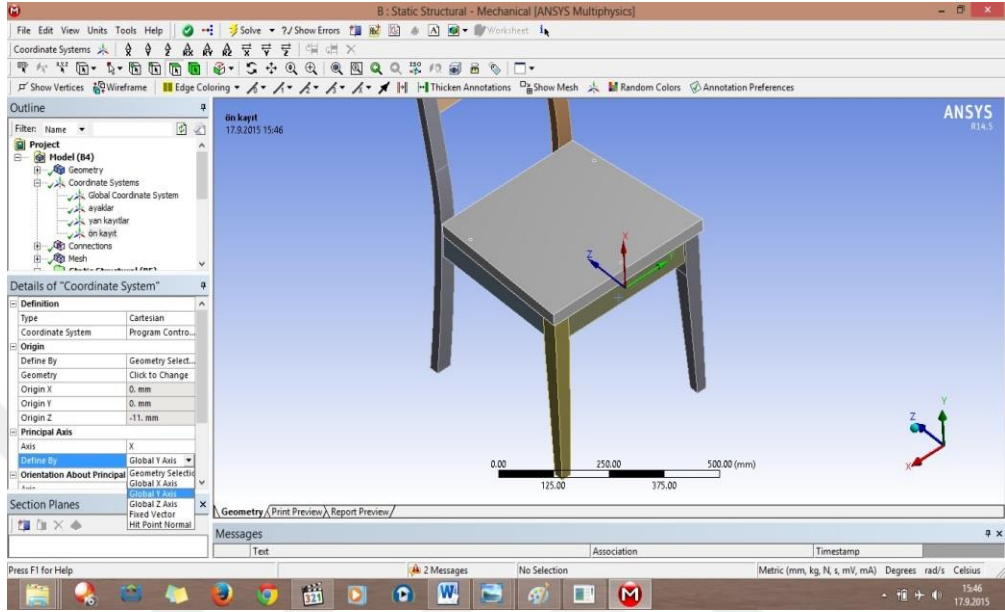 B : Static Structural - Mechanical [ANSYS Multiphysics]
File Edit View Units Tools Help Solve ?/ Show Errors A Worksheet
Coordinate Systems
Show Vertices Wireframe Edge Coloring Thicken Annotations Show Mesh Random Colors Annotation Preferences
Outline
Filter: Name
Project
Model (B4)
Geometry
Coordinate Systems
Global Coordinate System
ayaklar
yan kayıtlar
ön kayıt
Connections
Mesh
Static Structural (B5)
Details of "Coordinate System"
Definition
Type Cartesian
Coordinate System Program Contro...
Origin
Define By Geometry Select...
Geometry Click to Change
Origin X 0. mm
Origin Y 0. mm
Origin Z -11. mm
Principal Axis
Axis X
Define By Global Y Axis
Orientation About Principal
Geometry Selectio
Global X Axis
Global Y Axis
Global Z Axis
Fixed Vector
Hit Point Normal
Section Planes
ön kayıt
17.9.2015 15:46
ANSYS
R14.5
X
Z
Y
Z
X
0.00 250.00 500.00 (mm)
125.00 375.00
Geometry Print Preview Report Preview
Messages
Text Association Timestamp
Press F1 for Help 2 Messages No Selection Metric (mm, kg, N, s, mV, mA) Degrees rad/s Celsius
321
15:46
17.9.2015